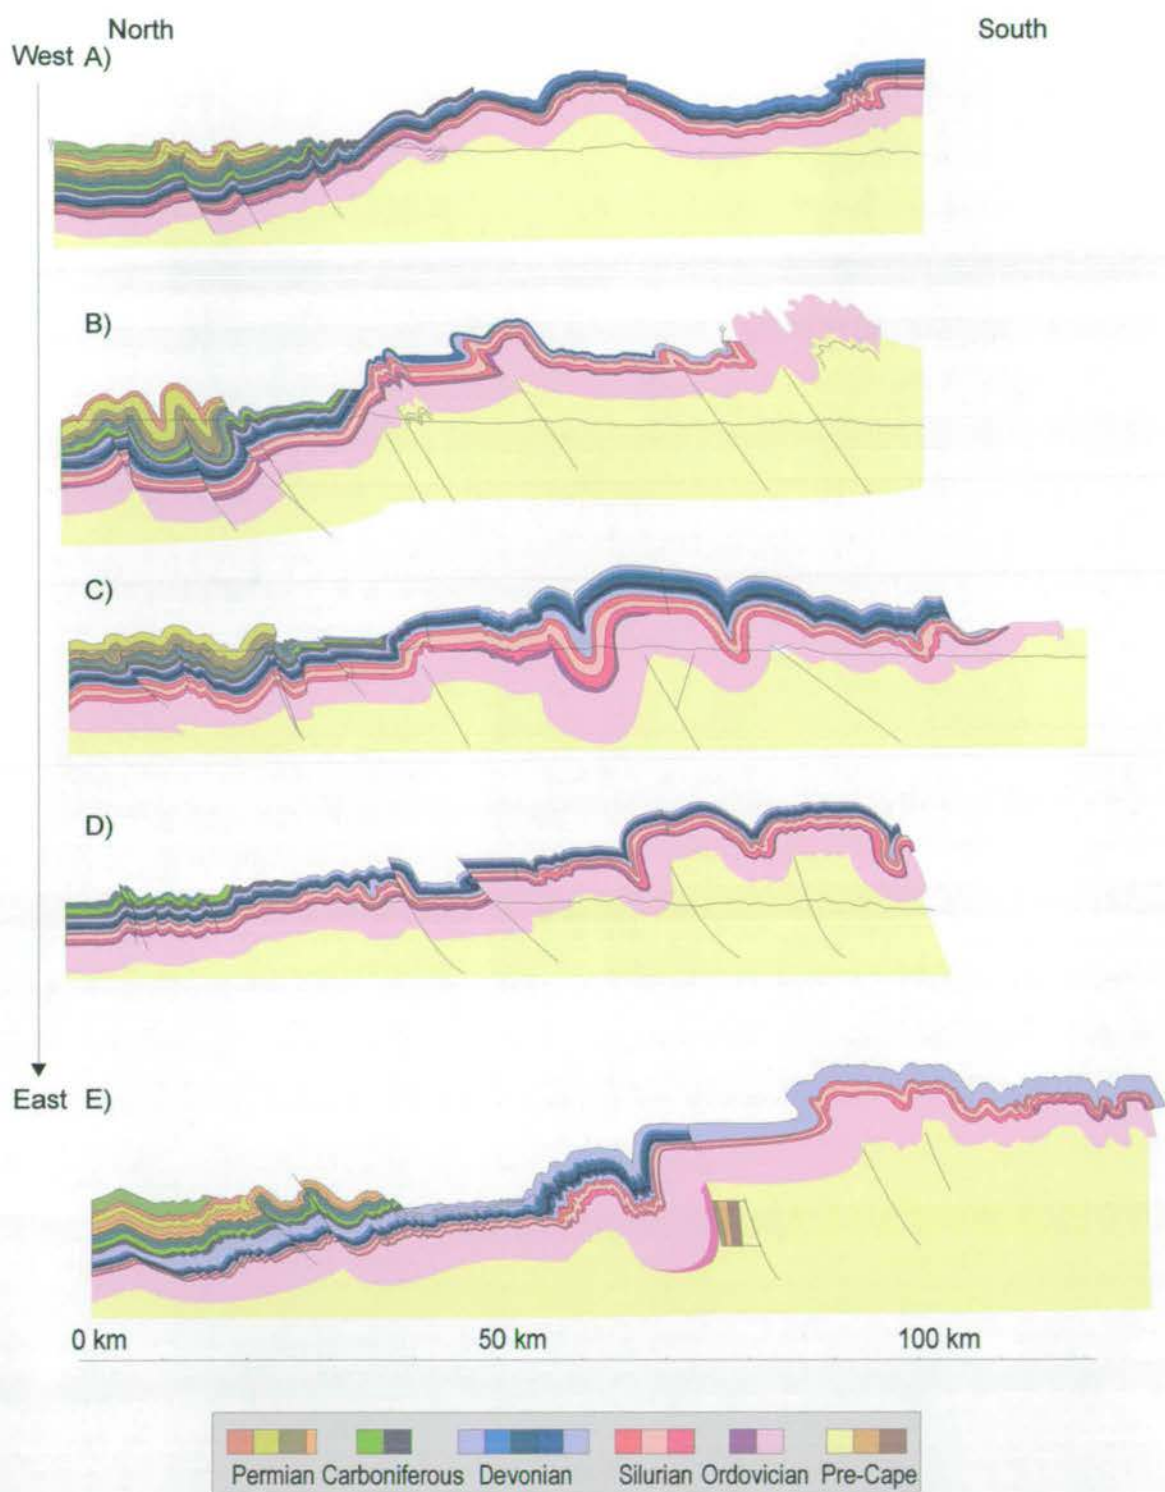 North South
West A)
B)
C)
D)
East E)
0 km 50 km 100 km
Permian Carboniferous Devonian Silurian Ordovician Pre-Cape